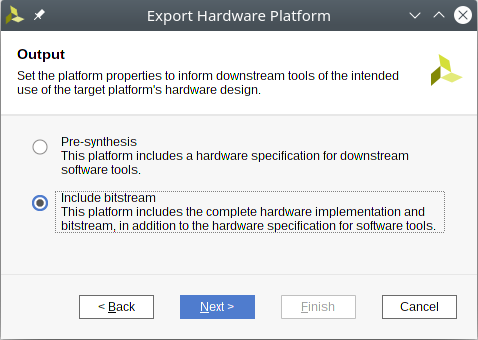 Export Hardware Platform
Output
Set the platform properties to inform downstream tools of the intended
use of the target platform's hardware design.
Pre-synthesis
This platform includes a hardware specification for downstream
software tools.
Include bitstream
This platform includes the complete hardware implementation and
bitstream, in addition to the hardware specification for software tools.
< Back Next > Finish Cancel